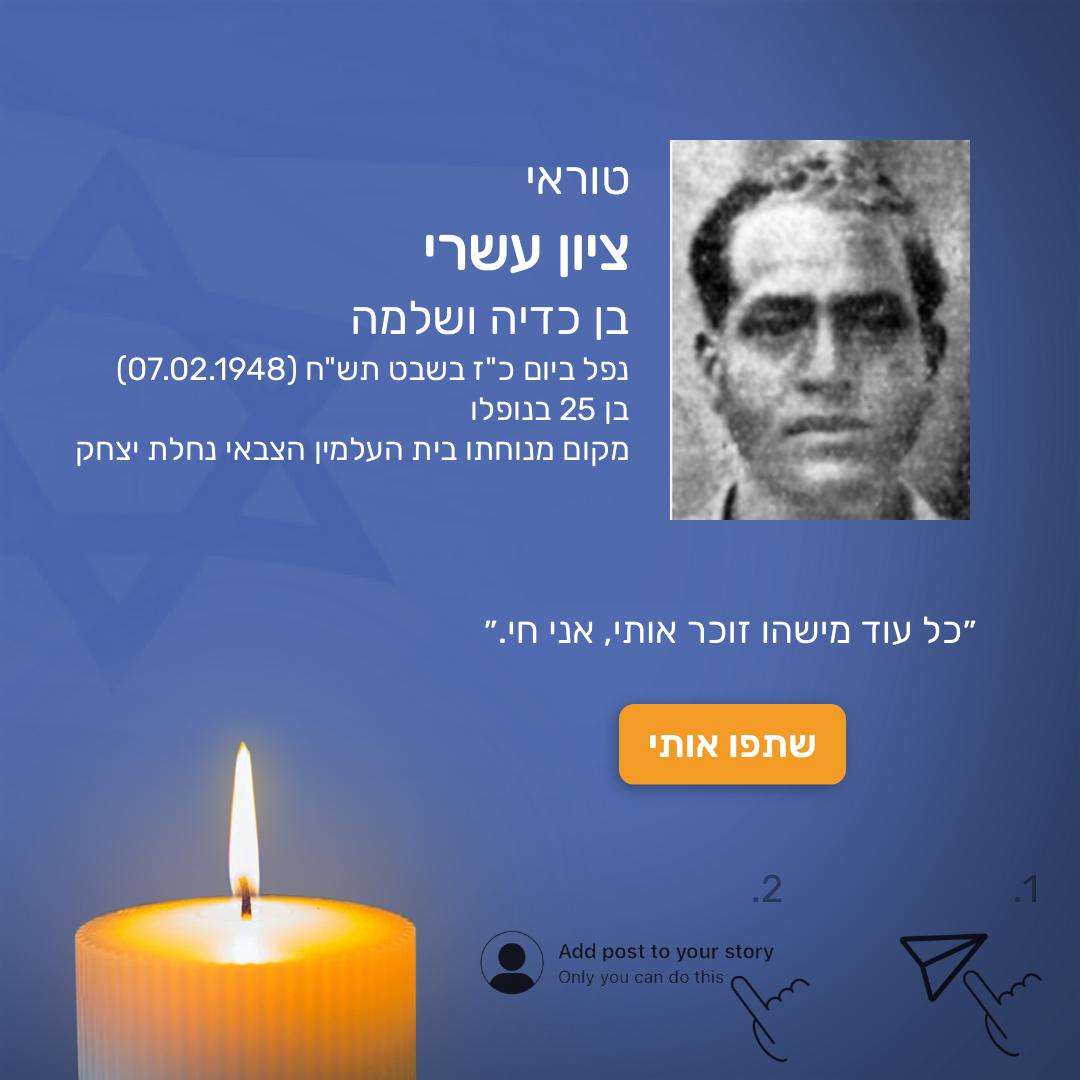 טוראי
ציון עשרי
בן כדיה ושלמה
נפל ביום כ"ז בשבט תש"ח (07.02.1948)
בן 25 בנופלו
מקום מנוחתו בית העלמין הצבאי נחלת יצחק
״כל עוד מישהו זוכר אותי, אני חי.״
שתפו אותי
1.
2.
Add post to your story
Only you can do this